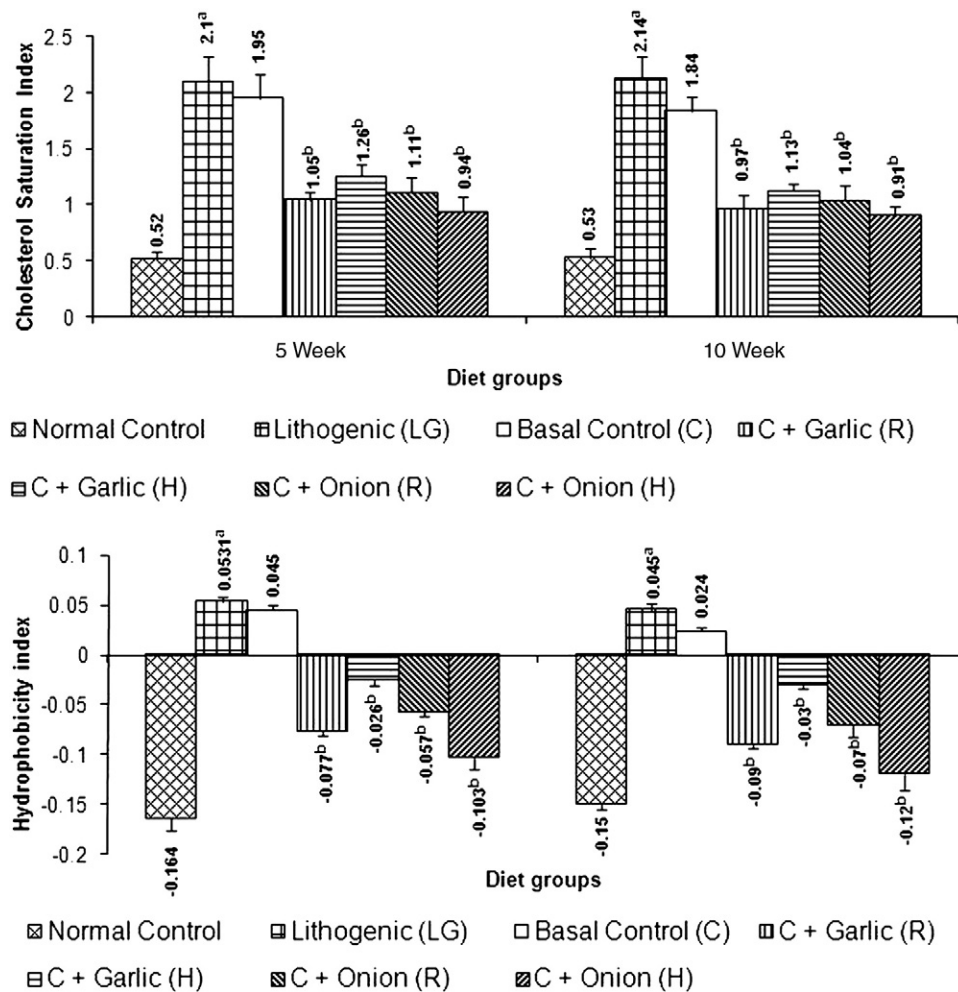 Cholesterol Saturation Index
2.5
2
1.5
1
0.5
0
0.52
2.1ᵃ
1.95
1.05ᵇ
1.26ᵇ
1.11ᵇ
0.94ᵇ
0.53
2.14ᵃ
1.84
0.97ᵇ
1.13ᵇ
1.04ᵇ
0.91ᵇ
5 Week 10 Week
Diet groups
Normal Control Lithogenic (LG) Basal Control (C) C + Garlic (R)
C + Garlic (H) C + Onion (R) C + Onion (H)
Hydrophobicity index
0.1
0.05
0
-0.05
-0.1
-0.15
-0.2
-0.164
0.0531ᵃ
0.045
-0.077ᵇ
-0.026ᵇ
-0.057ᵇ
-0.103ᵇ
-0.15
0.045ᵃ
0.024
-0.09ᵇ
-0.03ᵇ
-0.07ᵇ
-0.12ᵇ
Diet groups
Normal Control Lithogenic (LG) Basal Control (C) C + Garlic (R)
C + Garlic (H) C + Onion (R) C + Onion (H)